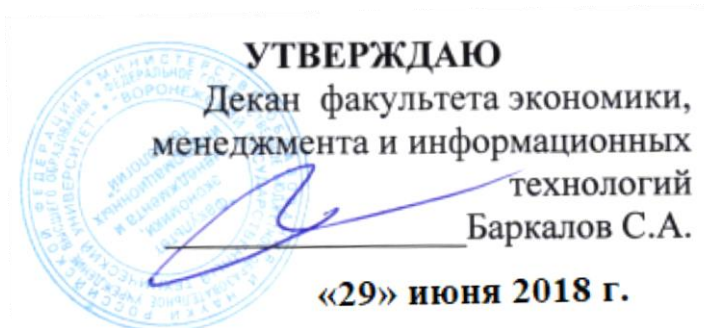 УТВЕРЖДАЮ
Декан факультета экономики,
менеджмента и информационных
технологий
Баркалов С.А.
«29» июня 2018 г.